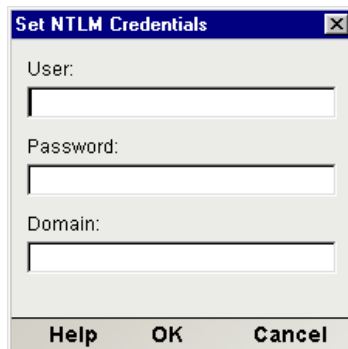 Set NTLM Credentials
User:
Password:
Domain:
Help OK Cancel